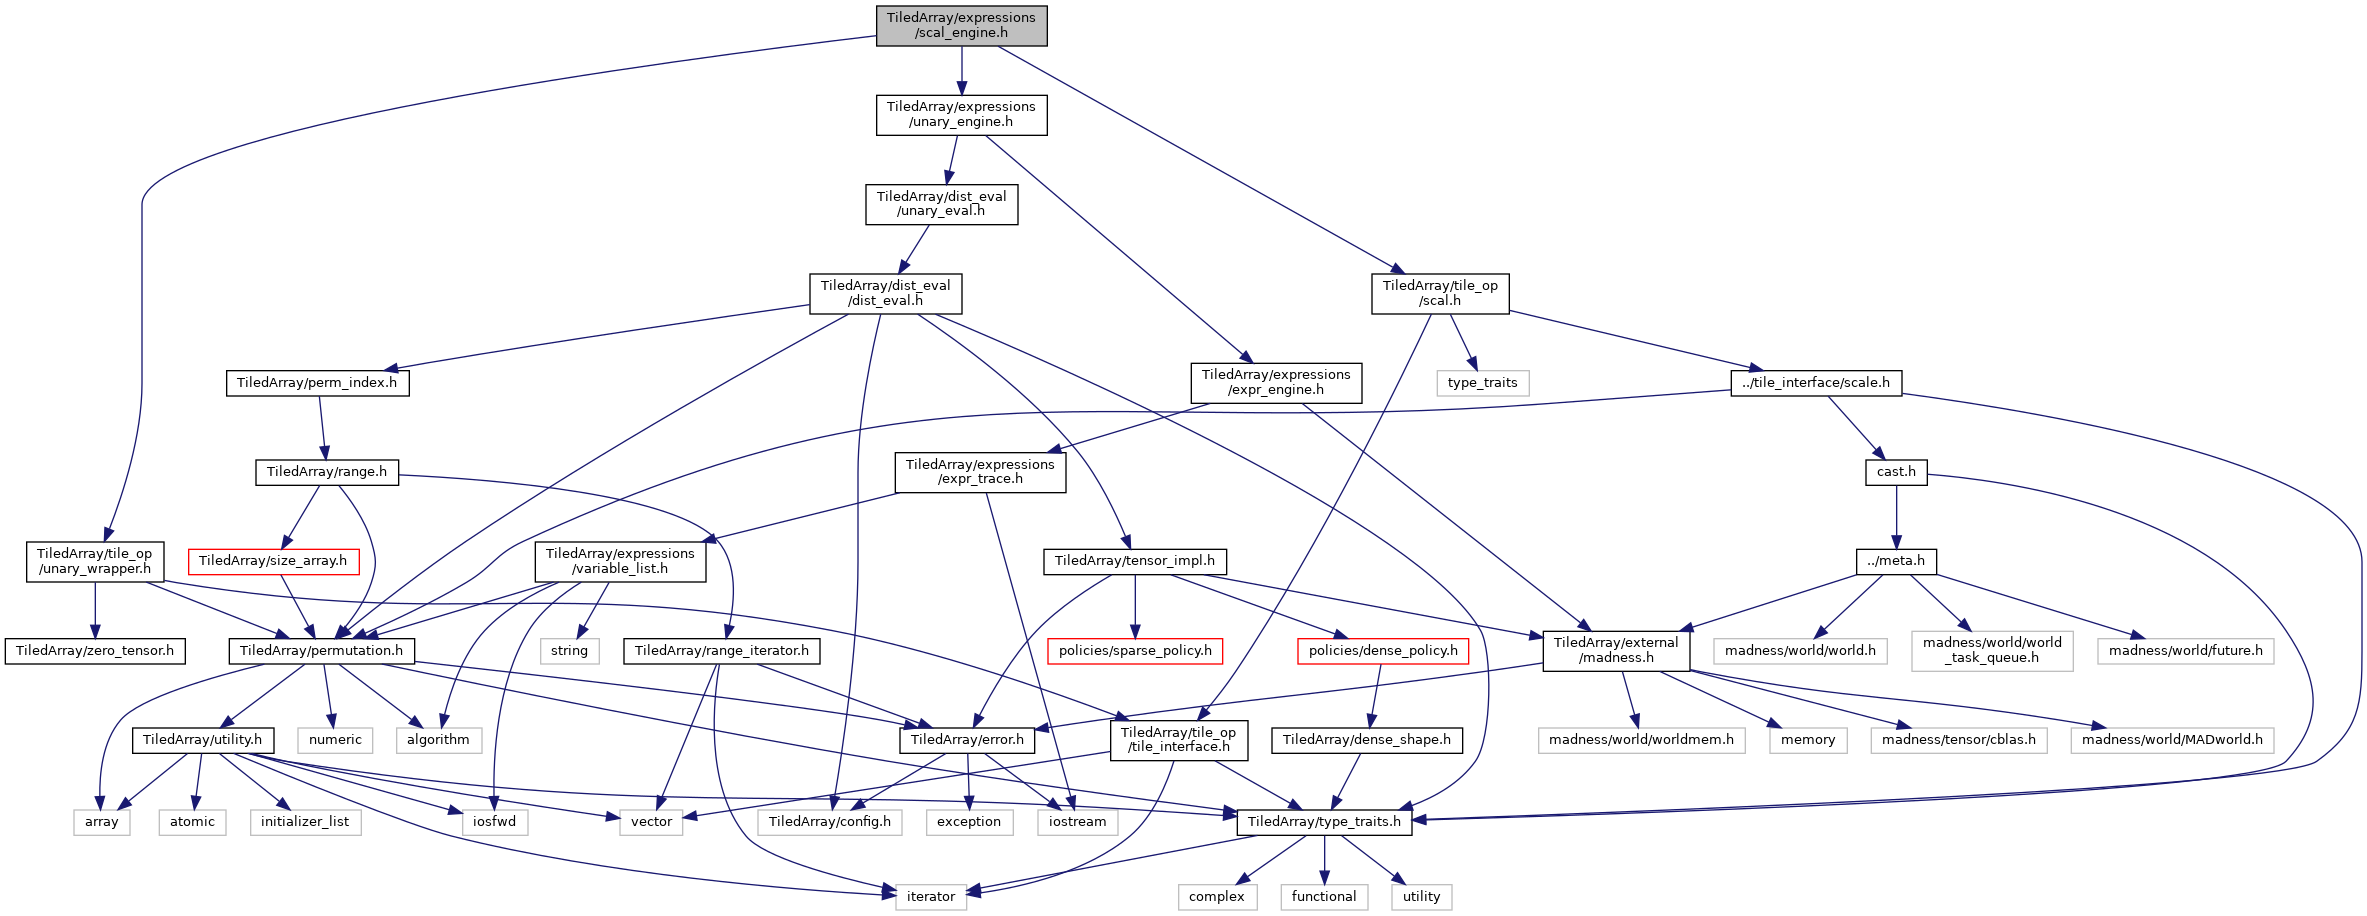 TiledArray/expressions
/scal_engine.h
TiledArray/expressions
/unary_engine.h
TiledArray/dist_eval
/unary_eval.h
TiledArray/dist_eval
/dist_eval.h
TiledArray/tile_op
/scal.h
TiledArray/perm_index.h
TiledArray/expressions
/expr_engine.h
type_traits
../tile_interface/scale.h
TiledArray/range.h
TiledArray/expressions
/expr_trace.h
cast.h
TiledArray/tile_op
/unary_wrapper.h
TiledArray/size_array.h
TiledArray/expressions
/variable_list.h
TiledArray/tensor_impl.h
../meta.h
TiledArray/zero_tensor.h
TiledArray/permutation.h
string
TiledArray/range_iterator.h
policies/sparse_policy.h
policies/dense_policy.h
TiledArray/external
/madness.h
madness/world/world.h
madness/world/world
_task_queue.h
madness/world/future.h
TiledArray/utility.h
numeric
algorithm
TiledArray/error.h
TiledArray/tile_op
/tile_interface.h
TiledArray/dense_shape.h
madness/world/worldmem.h
memory
madness/tensor/cblas.h
madness/world/MADworld.h
array
atomic
initializer_list
iosfwd
vector
TiledArray/config.h
exception
iostream
TiledArray/type_traits.h
iterator
complex
functional
utility